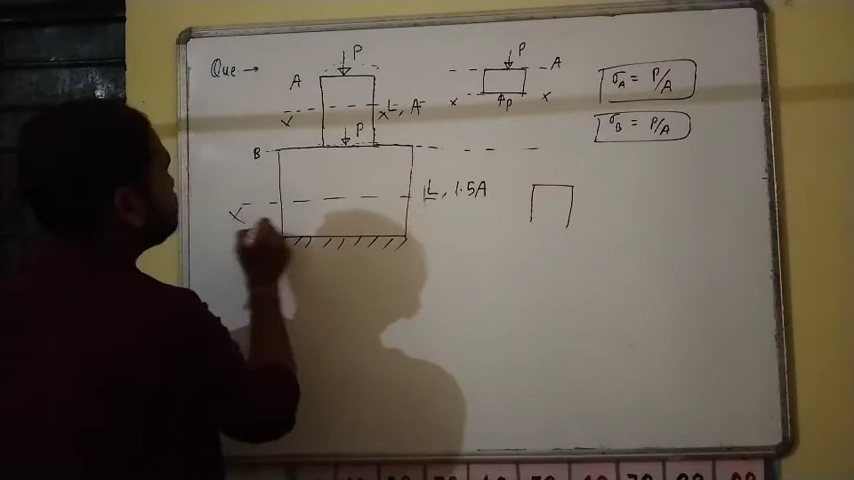 Que →
P
A
L, A
x
x
P
B
L, 1.5A
x
P
A
x
x
P
σA = P/A
σB = P/A